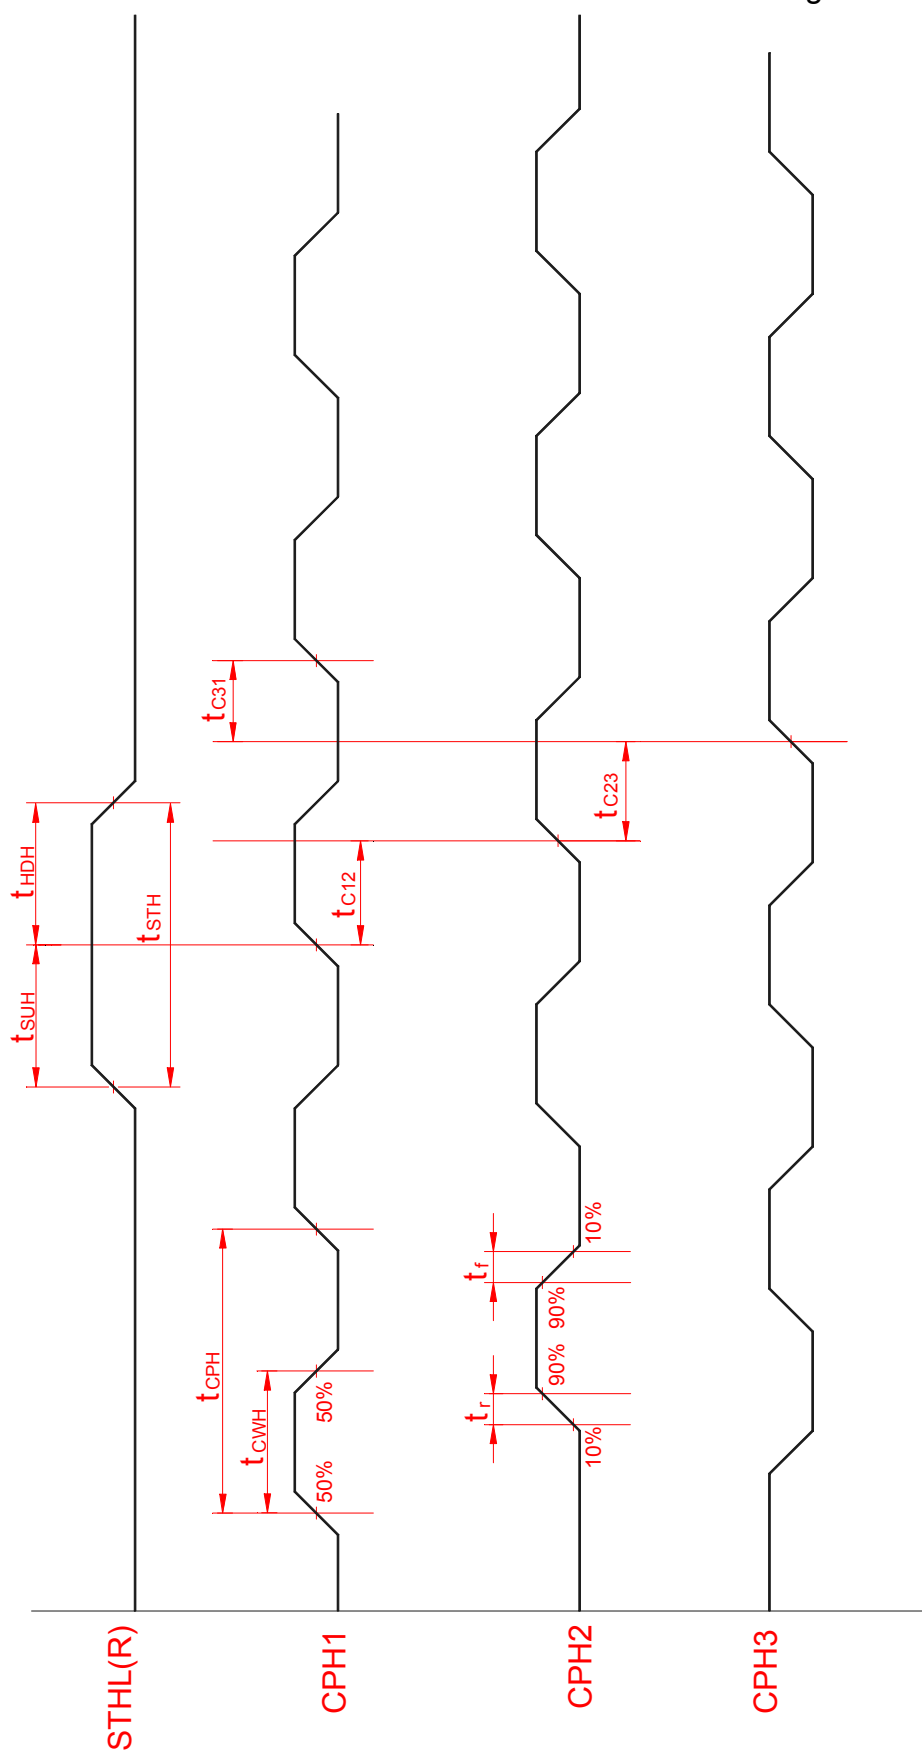 STHL(R)
tSUH
tHDH
tSTH
CPH1
tCPH
tCWH
50%
50%
tC12
tC31
CPH2
tr
tf
10%
90%
90%
10%
tC23
CPH3